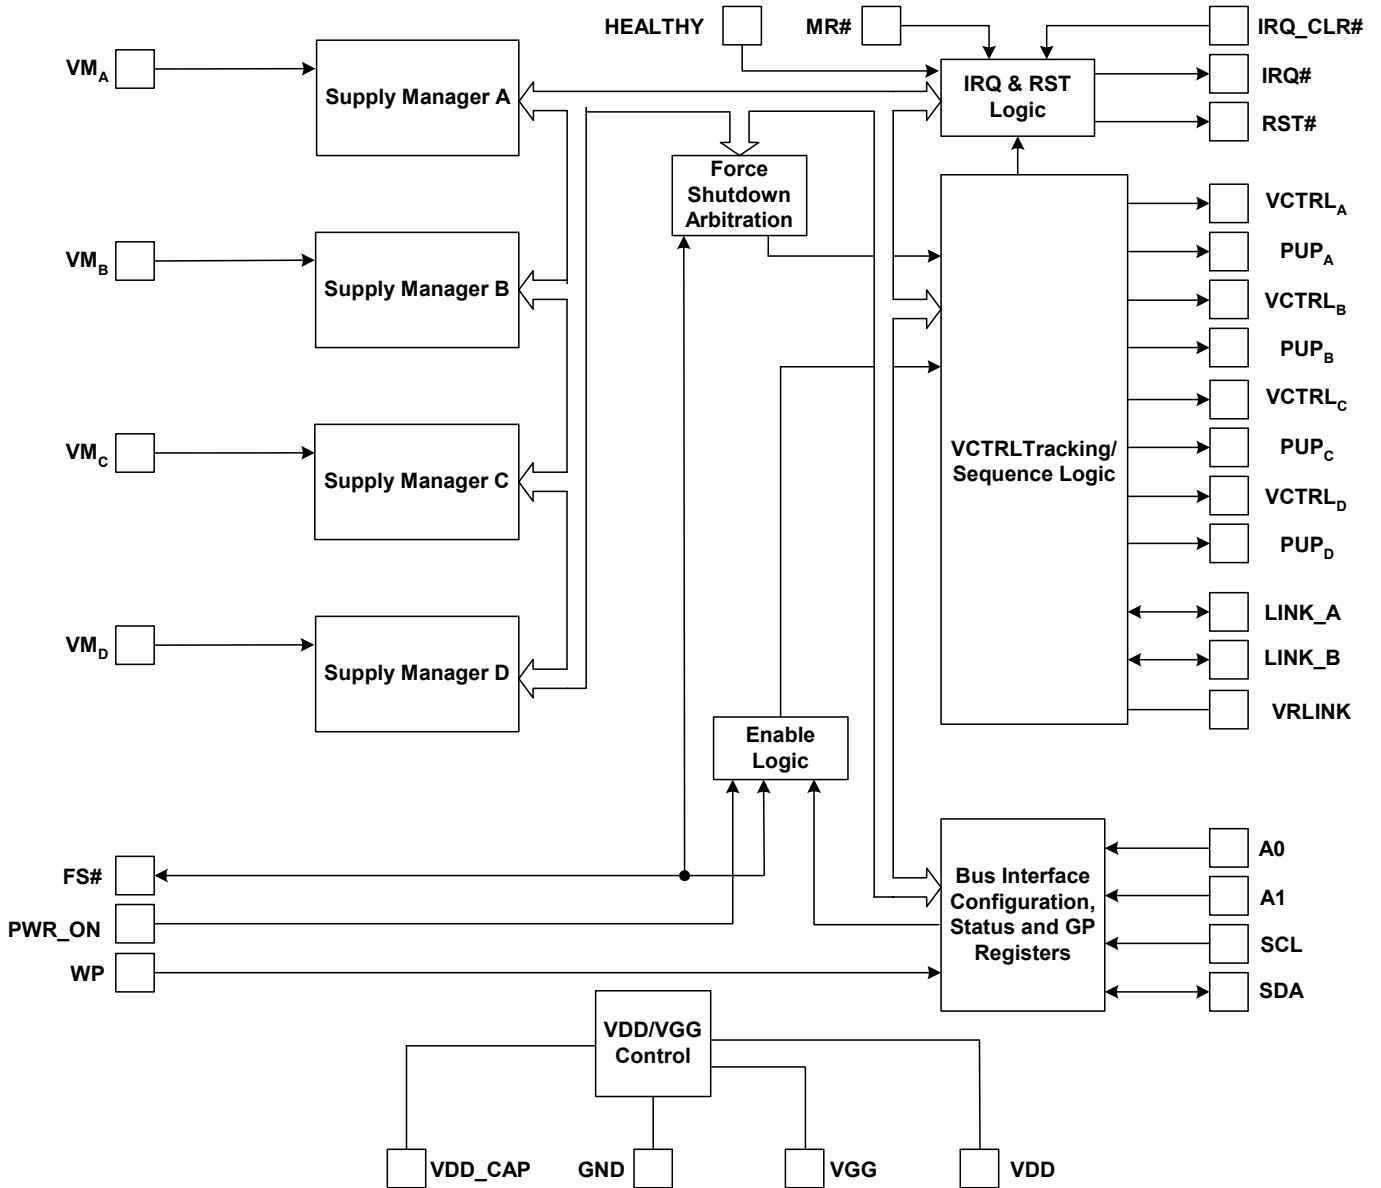 HEALTHY
MR#
IRQ_CLR#
VMA
Supply Manager A
IRQ & RST
Logic
IRQ#
RST#
Force
Shutdown
Arbitration
VCTRLA
PUPA
VMB
Supply Manager B
VCTRLB
PUPB
VCTRLC
PUPC
VMC
Supply Manager C
VCTRLTracking/
Sequence Logic
VCTRLD
PUPD
LINK_A
LINK_B
VRLINK
VMD
Supply Manager D
Enable
Logic
FS#
PWR_ON
WP
Bus Interface
Configuration,
Status and GP
Registers
A0
A1
SCL
SDA
VDD/VGG
Control
VDD_CAP
GND
VGG
VDD